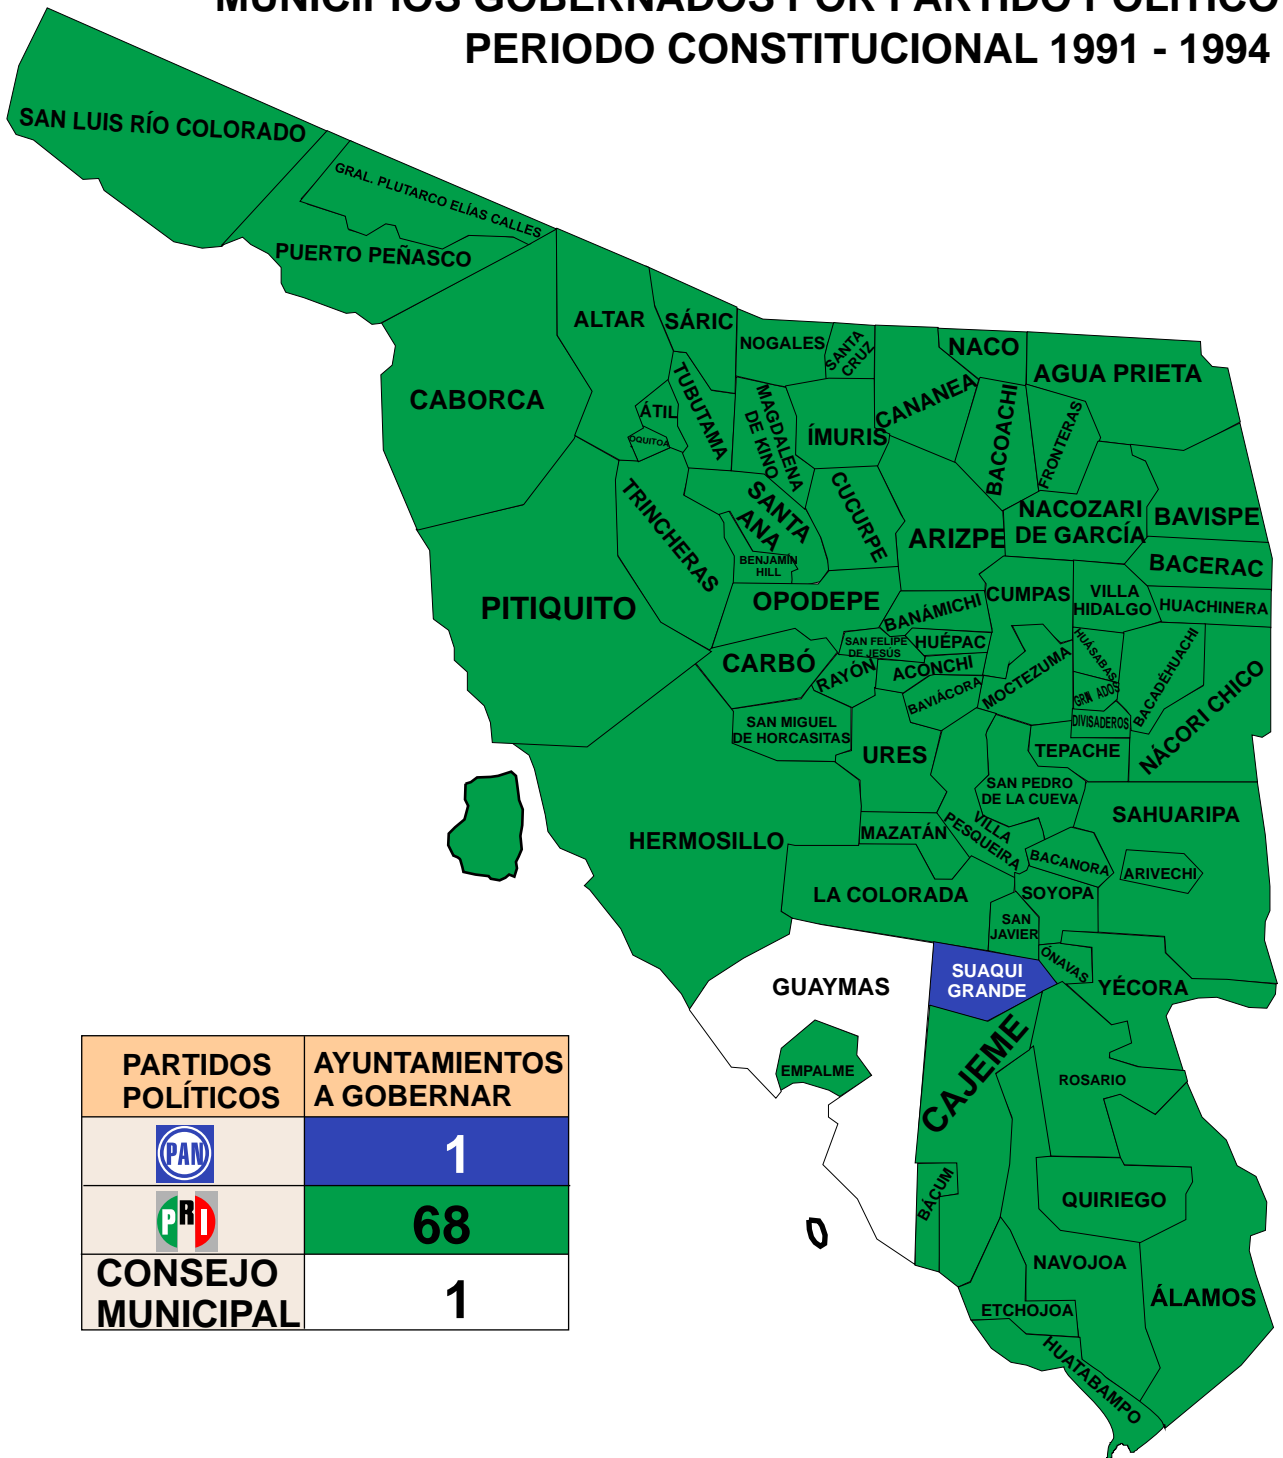 MUNICIPIOS GOBERNADOS POR PARTIDO POLÍTICO
PERIODO CONSTITUCIONAL 1991 - 1994
SAN LUIS RÍO COLORADO
GRAL. PLUTARCO ELÍAS CALLES
PUERTO PEÑASCO
CABORCA
ALTAR
SÁRIC
NOGALES
SANTA
CRUZ
NACO
AGUA PRIETA
CANANEA
BACOACHI
FRONTERAS
TUBUTAMA
ÁTIL
OQUITOA
MAGDALENA
DE KINO
ÍMURIS
CUCURPE
SANTA
ANA
BENJAMÍN
HILL
TRINCHERAS
PITIQUITO
ARIZPE
NACOZARI
DE GARCÍA
BAVISPE
BACERAC
HUACHINERA
OPODEPE
BANÁMICHI
CUMPAS
VILLA
HIDALGO
SAN FELIPE
DE JESÚS
HUÉPAC
ACONCHI
CARBÓ
RAYÓN
BAVIÁCORA
MOCTEZUMA
HUÁSABAS
DIVISADEROS
BACADÉHUACHI
NÁCORI CHICO
SAN MIGUEL
DE HORCASITAS
URES
TEPACHE
SAN PEDRO
DE LA CUEVA
SAHUARIPA
HERMOSILLO
MAZATÁN
VILLA
PESQUEIRA
BACANORA
ARIVECHI
LA COLORADA
SOYOPA
SAN
JAVIER
ÓNAVAS
YÉCORA
GUAYMAS
SUAQUI
GRANDE
EMPALME
CAJEME
ROSARIO
BÁCUM
QUIRIEGO
NAVOJOA
ETCHOJOA
ÁLAMOS
HUATABAMPO
PARTIDOS
POLÍTICOS
AYUNTAMIENTOS
A GOBERNAR
PAN
1
PRI
68
CONSEJO
MUNICIPAL
1